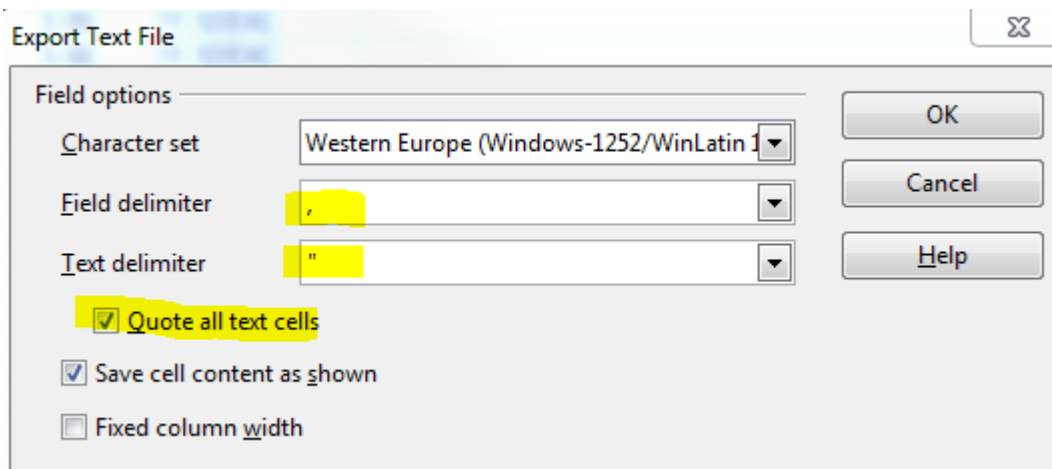 Export Text File
Field options
OK
Character set Western Europe (Windows-1252/WinLatin 1
Cancel
Field delimiter ,
Text delimiter "
Help
Quote all text cells
Save cell content as shown
Fixed column width